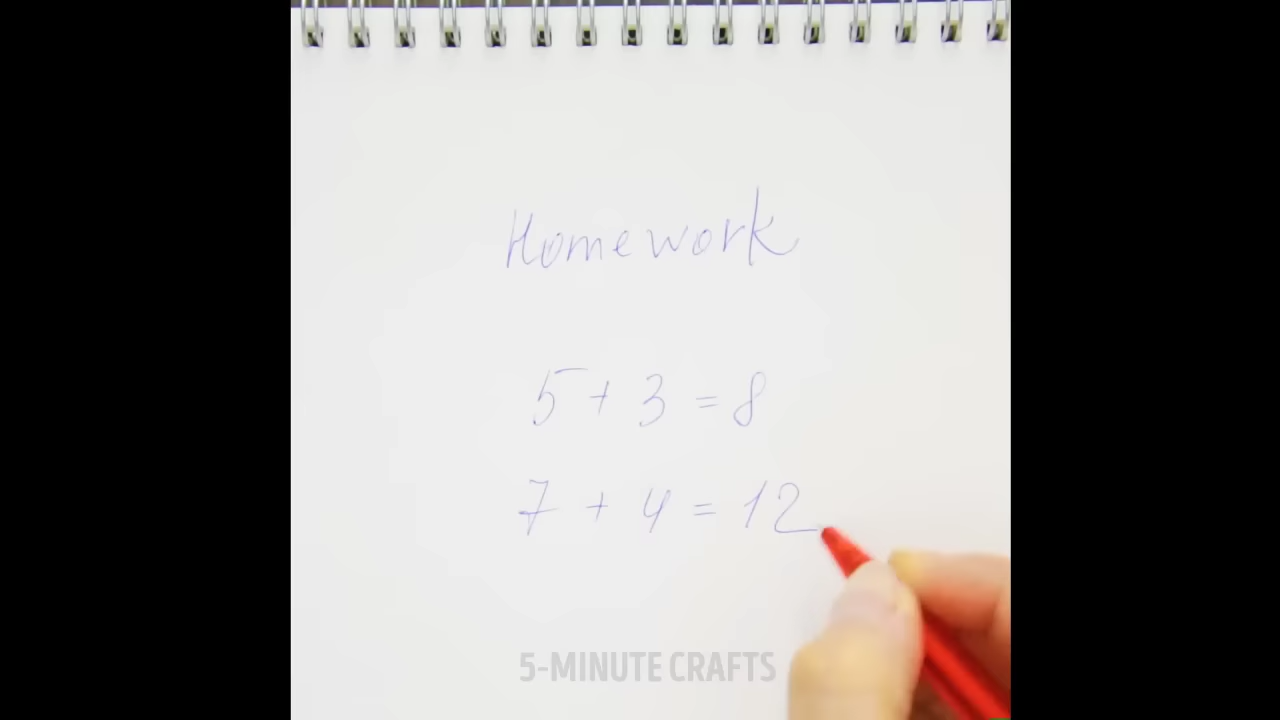 Homework
5 + 3 = 8
7 + 4 = 12
5-MINUTE CRAFTS